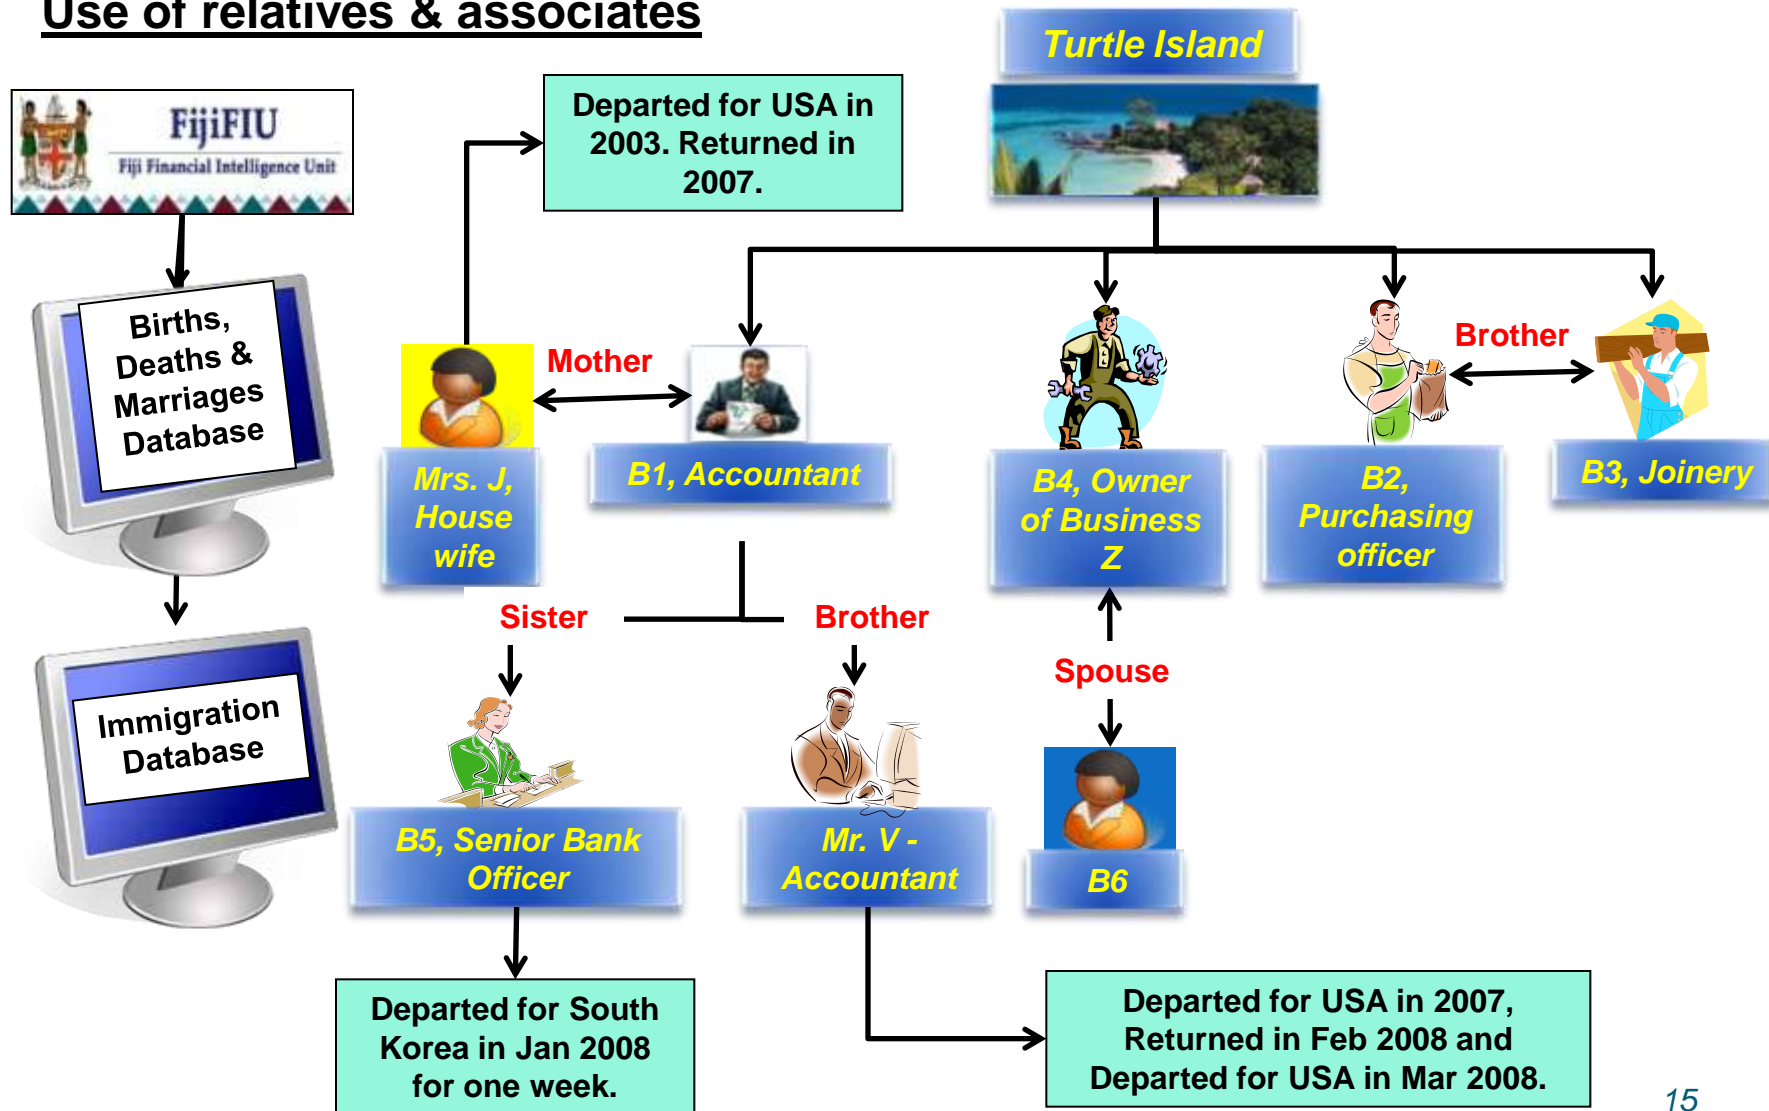 Use of relatives & associates
Turtle Island
FijiFIU
Fiji Financial Intelligence Unit
Departed for USA in
2003. Returned in
2007.
Births,
Deaths &
Marriages
Database
Mother
Brother
Mrs. J,
House
wife
B1, Accountant
B4, Owner
of Business
Z
B2,
Purchasing
officer
B3, Joinery
Sister
Brother
Spouse
Immigration
Database
B5, Senior Bank
Officer
Mr. V -
Accountant
B6
Departed for South
Korea in Jan 2008
for one week.
Departed for USA in 2007,
Returned in Feb 2008 and
Departed for USA in Mar 2008.
15